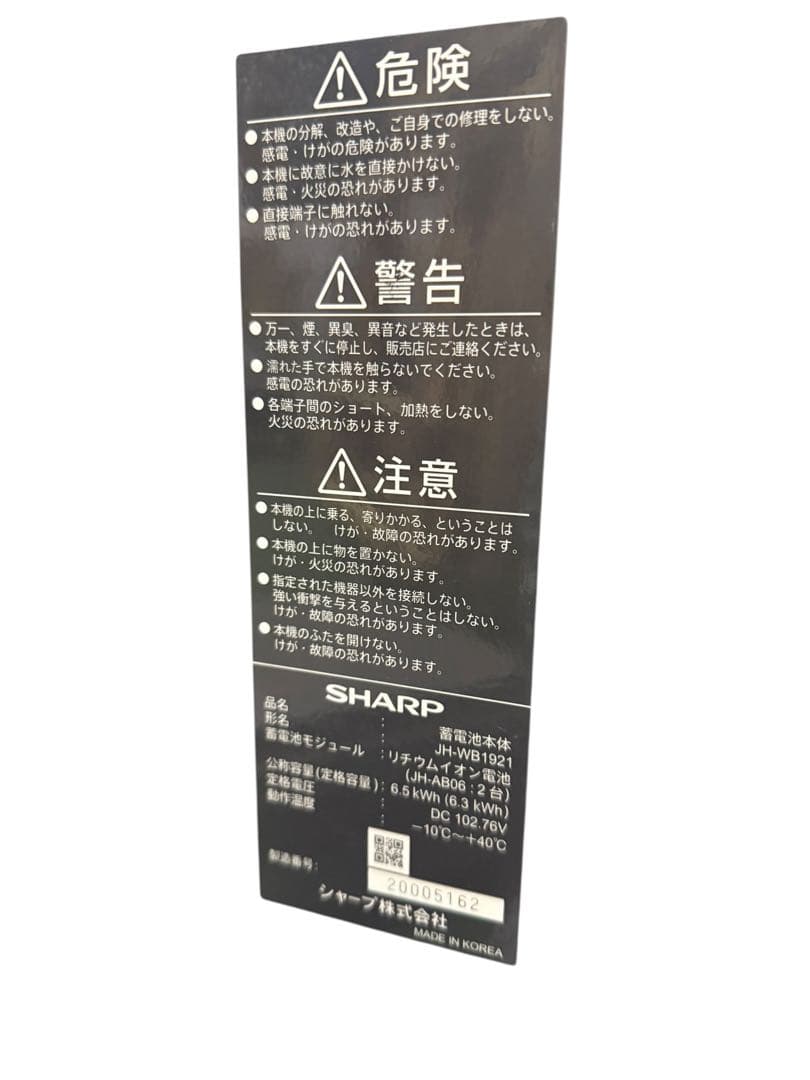 危険
●本機の分解、改造や、ご自身での修理をしない。
感電・けがの危険があります。
●本機に故意に水を直接かけない。
感電・火災の恐れがあります。
●直接端子に触れない。
感電・けがの恐れがあります。
警告
●万一、煙、異臭、異音など発生したときは、
本機をすぐに停止し、販売店にご連絡ください。
●濡れた手で本機を触らないでください。
感電の恐れがあります。
●各端子間のショート、加熱をしない。
火災の恐れがあります。
注意
●本機の上に乗る、寄りかかる、ということは
しない。 けが・故障の恐れがあります。
●本機の上に物を置かない。
けが・火災の恐れがあります。
●指定された機器以外を接続しない。
強い衝撃を与えるということはしない。
けが・故障の恐れがあります。
●本機のふたを開けない。
けが・故障の恐れがあります。
SHARP
品名 : 蓄電池本体
形名 : JH-WB1921
蓄電池モジュール : リチウムイオン電池
(JH-AB06 : 2台)
公称容量(定格容量) : 6.5 kWh (6.3 kWh)
定格電圧 : DC 102.76V
動作温度 : －10℃～+40℃
製造番号: 20005162
シャープ株式会社
MADE IN KOREA